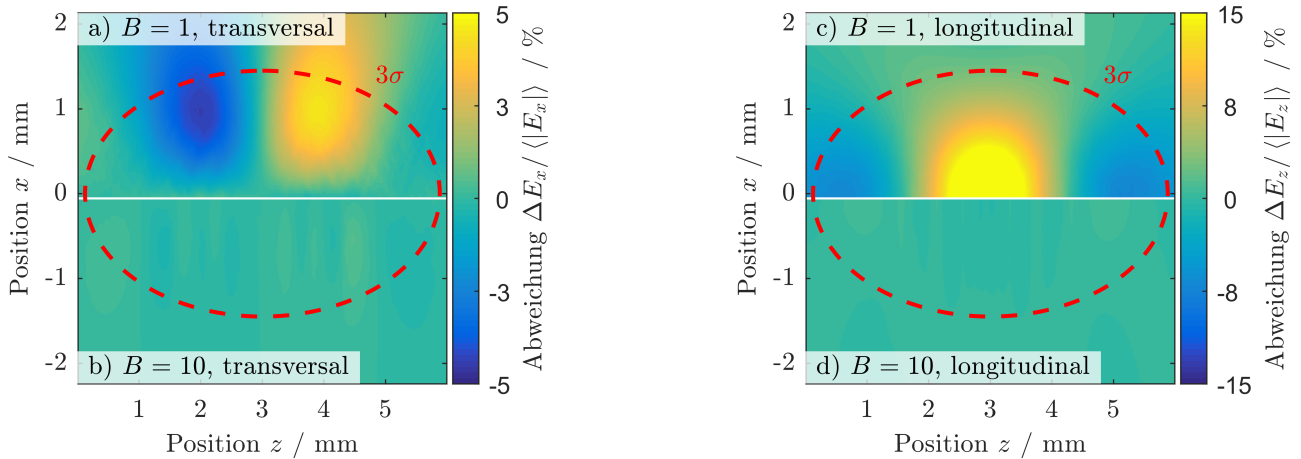 a) B = 1, transversal
3σ
b) B = 10, transversal
2
1
0
-1
-2
Position x / mm
1 2 3 4 5
Position z / mm
5
3
0
-3
-5
Abweichung ΔE_x/⟨|E_x|⟩ / %
c) B = 1, longitudinal
3σ
d) B = 10, longitudinal
2
1
0
-1
-2
Position x / mm
1 2 3 4 5
Position z / mm
15
8
0
-8
-15
Abweichung ΔE_z/⟨|E_z|⟩ / %